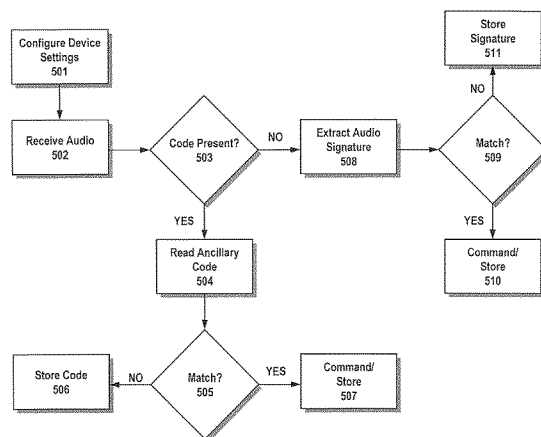 Configure Device
Settings
501
Receive Audio
502
Code Present?
503
NO
Extract Audio
Signature
508
Match?
509
NO
Store
Signature
511
YES
Command/
Store
510
YES
Read Ancillary
Code
504
Match?
505
NO
Store Code
506
YES
Command/
Store
507